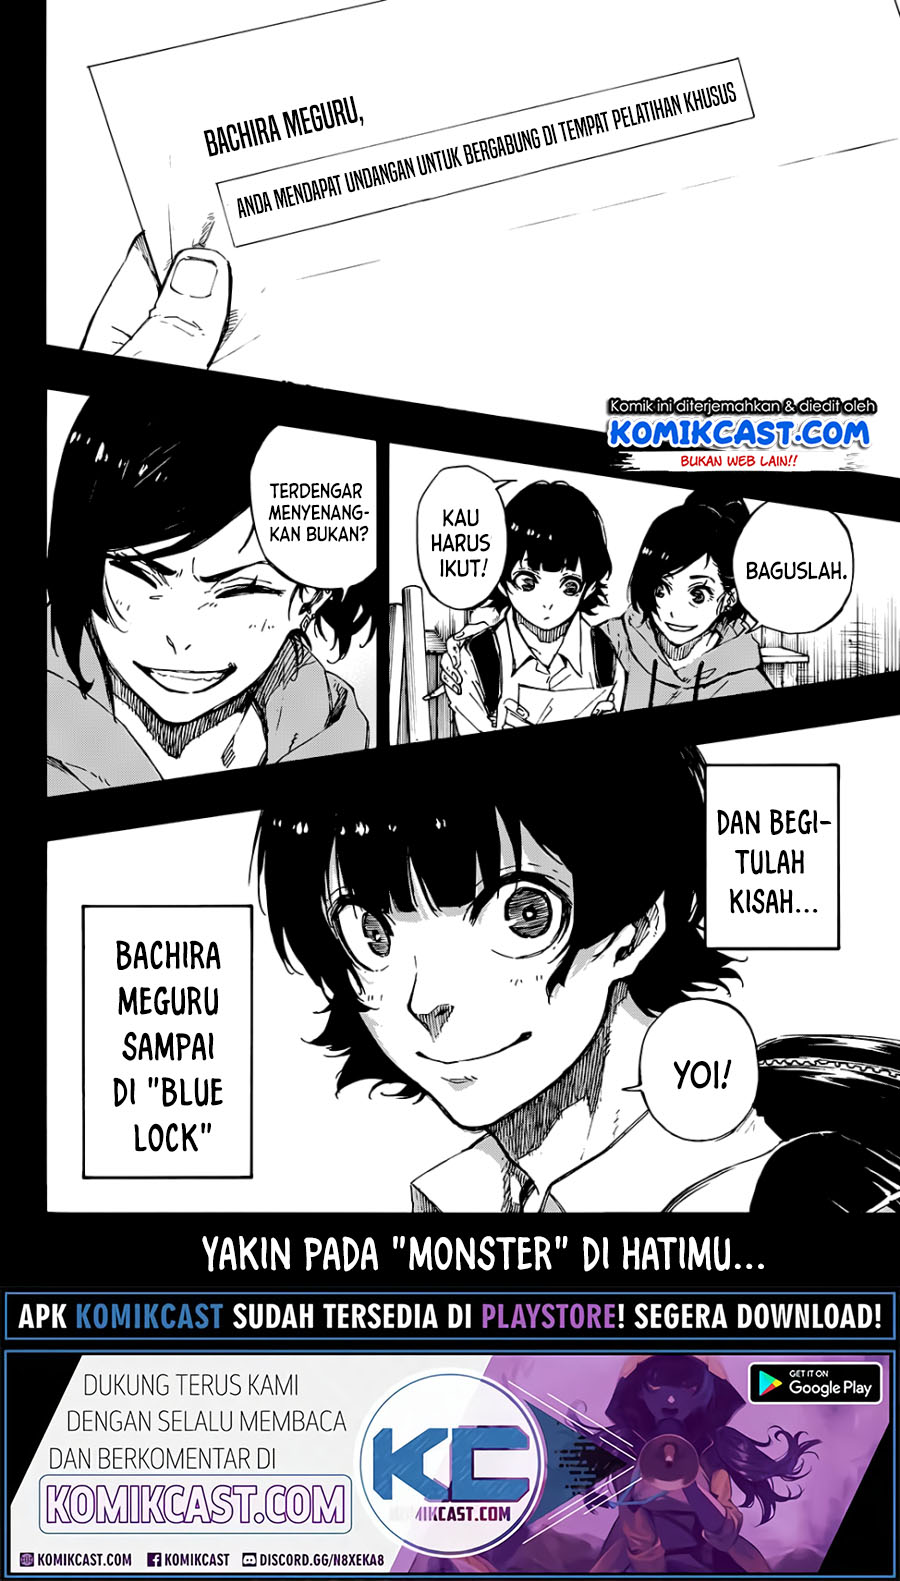 BACHIRA MEGURU,
ANDA MENDAPAT UNDANGAN UNTUK BERGABUNG DI TEMPAT PELATIHAN KHUSUS
Komik ini diterjemahkan & diedit oleh
KOMIKCAST.COM
BUKAN WEB LAIN!!
BAGUSLAH.
KAU
HARUS
IKUT!
TERDENGAR
MENYENANG-
KAN BUKAN?
DAN BEGI-
TULAH
KISAH...
YOI!
BACHIRA
MEGURU
SAMPAI
DI "BLUE
LOCK"
YAKIN PADA "MONSTER" DI HATIMU...
APK KOMIKCAST SUDAH TERSEDIA DI PLAYSTORE! SEGERA DOWNLOAD!
DUKUNG TERUS KAMI
DENGAN SELALU MEMBACA
DAN BERKOMENTAR DI
KOMIKCAST.COM
KOMIKCAST.COM KOMIKCAST DISCORD.GG/N8XEKA8
KC
KOMIKCAST.COM
GET IT ON
Google Play